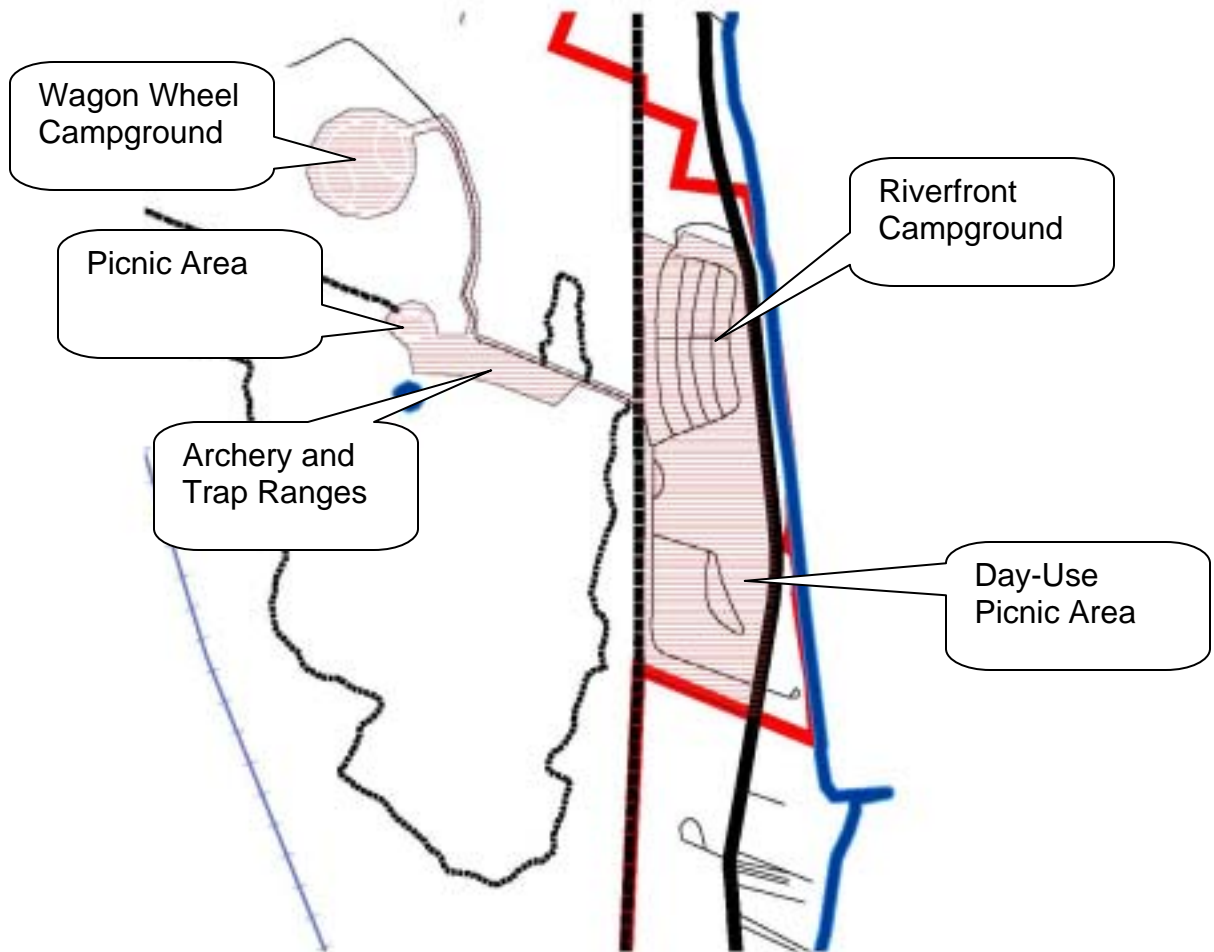 Wagon Wheel
Campground
Riverfront
Campground
Picnic Area
Archery and
Trap Ranges
Day-Use
Picnic Area